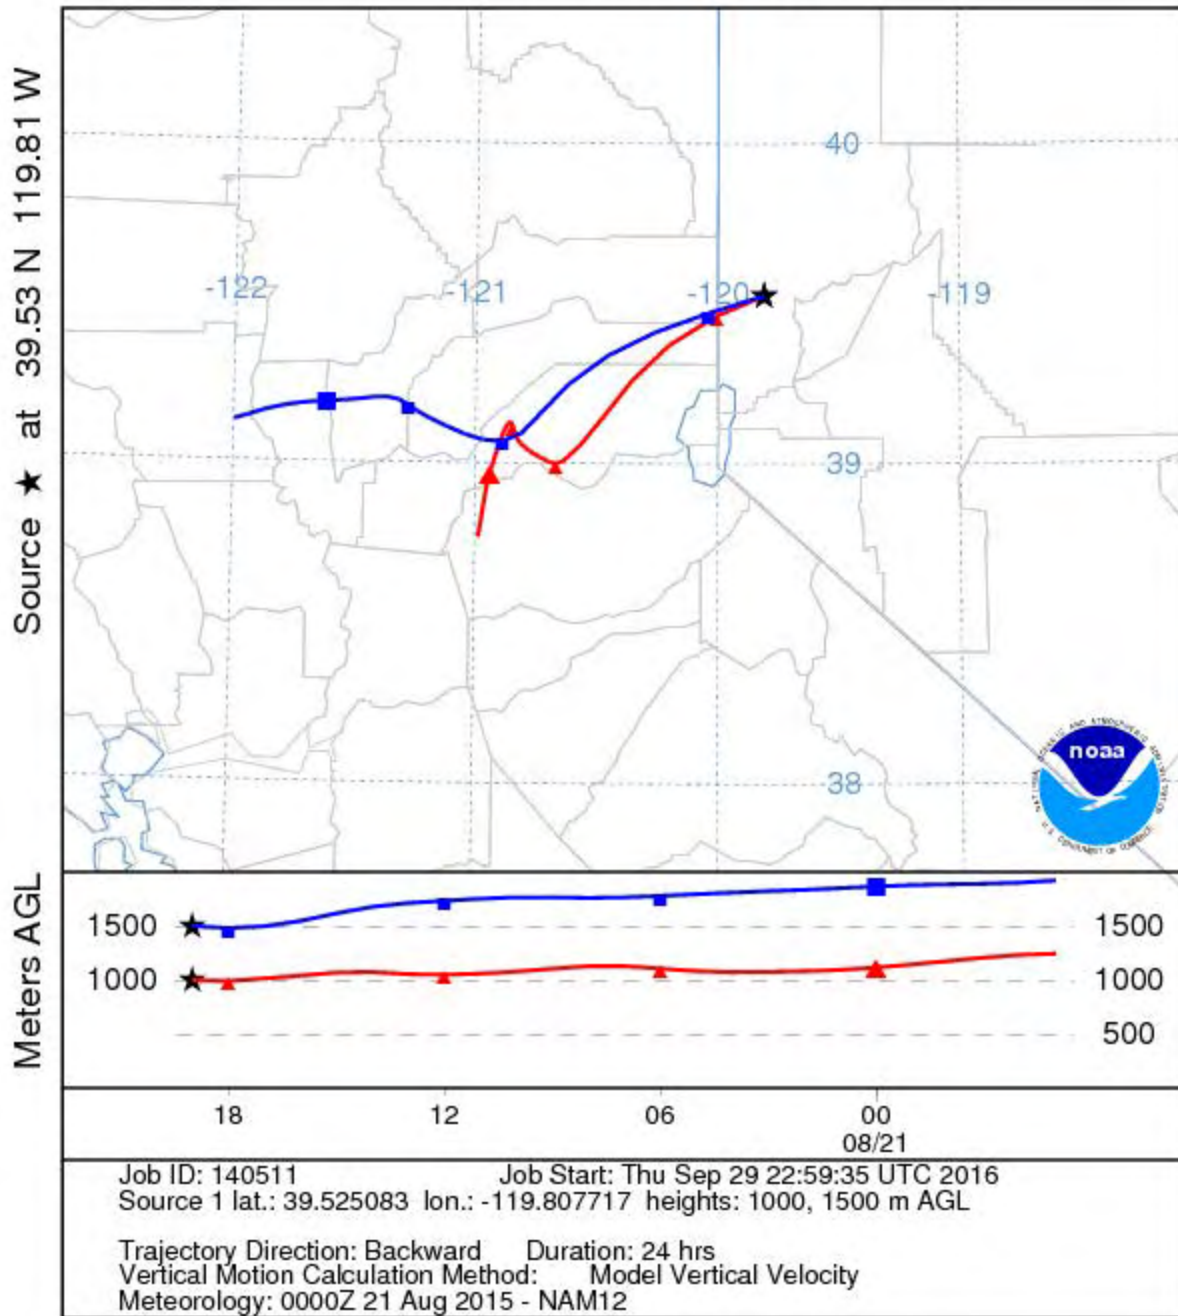 Source ★ at 39.53 N 119.81 W
40
-122
-121
-120
-119
39
38
noaa
Meters AGL
1500
1500
1000
1000
500
18
12
06
00
08/21
Job ID: 140511 Job Start: Thu Sep 29 22:59:35 UTC 2016
Source 1 lat.: 39.525083 lon.: -119.807717 heights: 1000, 1500 m AGL
Trajectory Direction: Backward Duration: 24 hrs
Vertical Motion Calculation Method: Model Vertical Velocity
Meteorology: 0000Z 21 Aug 2015 - NAM12